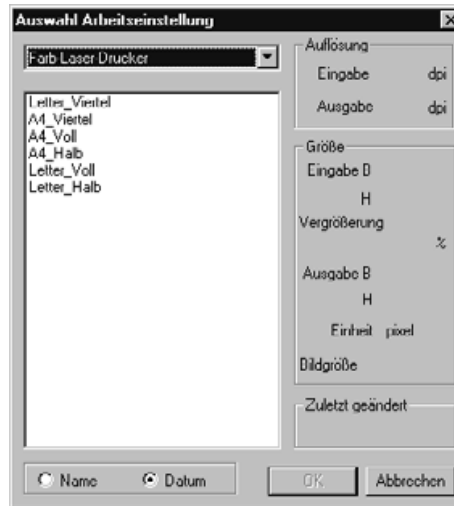 Auswahl Arbeitseinstellung
Farb Laser Drucker
Letter_Viertel
A4_Viertel
A4_Voll
A4_Halb
Letter_Voll
Letter_Halb
Name
Datum
Auflösung
Eingabe dpi
Ausgabe dpi
Größe
Eingabe B
H
Vergrößerung
%
Ausgabe B
H
Einheit pixel
Bildgröße
Zuletzt geändert
OK
Abbrechen